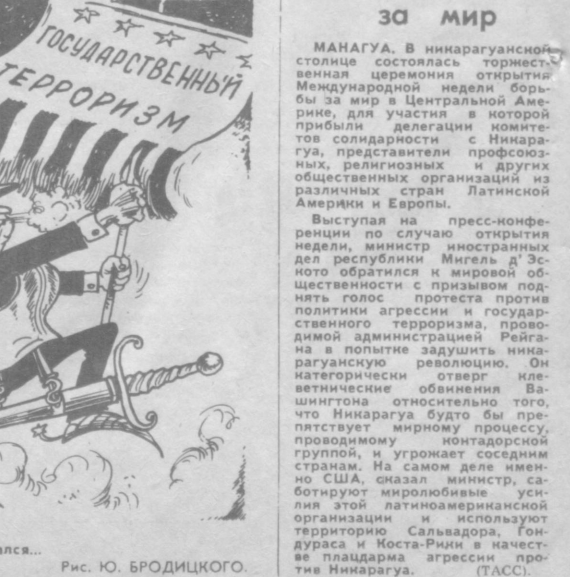 ГОСУДАРСТВЕННЫЙ
ТЕРРОРИЗМ
Рис. Ю. БРОДИЦКОГО.
за мир
МАНАГУА. В никарагуанской
столице состоялась торжест-
венная церемония открытия
Международной недели борь-
бы за мир в Центральной Аме-
рике, для участия в которой
прибыли делегации комите-
тов солидарности с Никара-
гуа, представители профсоюз-
ных, религиозных и других
общественных организаций из
различных стран Латинской
Америки и Европы.
Выступая на пресс-конфе-
ренции по случаю открытия
недели, министр иностранных
дел республики Мигель д'Эс-
кото обратился к мировой об-
щественности с призывом под-
нять голос протеста против
политики агрессии и государ-
ственного терроризма, прово-
димой администрацией Рейга-
на в попытке задушить ника-
рагуанскую революцию. Он
категорически отверг кле-
ветнические обвинения Ва-
шингтона относительно того,
что Никарагуа будто бы пре-
пятствует мирному процессу,
проводимому контадорской
группой, и угрожает соседним
странам. На самом деле имен-
но США, сказал министр, са-
ботируют миролюбивые уси-
лия этой латиноамериканской
организации и используют
территорию Сальвадора, Гон-
дураса и Коста-Рики в качест-
ве плацдарма агрессии про-
тив Никарагуа. (ТАСС).